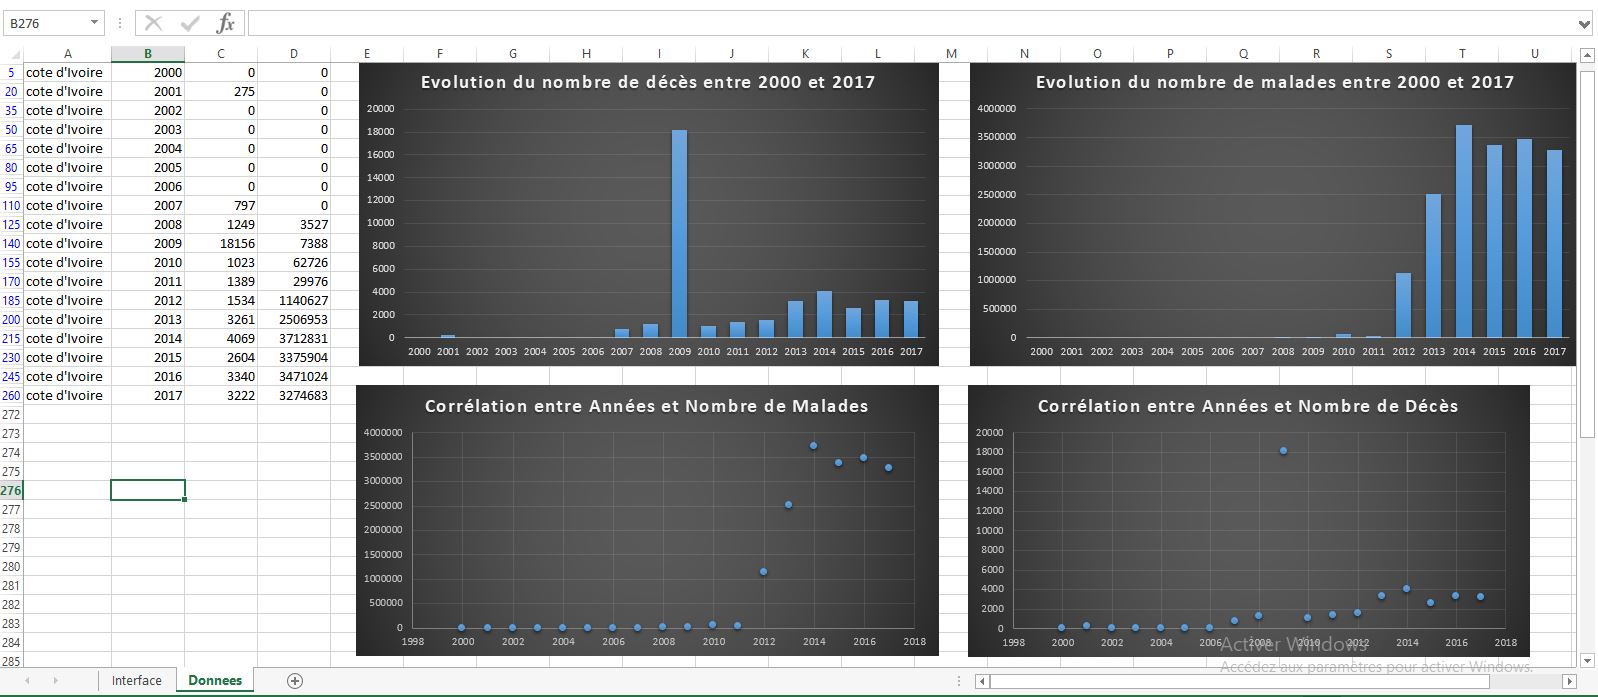 B276
fx
A B C D E F G H I J K L M N O P Q R S T U
5 cote d'Ivoire 2000 0 0
20 cote d'Ivoire 2001 275 0
35 cote d'Ivoire 2002 0 0
50 cote d'Ivoire 2003 0 0
65 cote d'Ivoire 2004 0 0
80 cote d'Ivoire 2005 0 0
95 cote d'Ivoire 2006 0 0
110 cote d'Ivoire 2007 797 0
125 cote d'Ivoire 2008 1249 3527
140 cote d'Ivoire 2009 18156 7388
155 cote d'Ivoire 2010 1023 62726
170 cote d'Ivoire 2011 1389 29976
185 cote d'Ivoire 2012 1534 1140627
200 cote d'Ivoire 2013 3261 2506953
215 cote d'Ivoire 2014 4069 3712831
230 cote d'Ivoire 2015 2604 3375904
245 cote d'Ivoire 2016 3340 3471024
260 cote d'Ivoire 2017 3222 3274683
272
273
274
275
276
277
278
279
280
281
282
283
284
285
Evolution du nombre de décès entre 2000 et 2017
20000
18000
16000
14000
12000
10000
8000
6000
4000
2000
0
2000 2001 2002 2003 2004 2005 2006 2007 2008 2009 2010 2011 2012 2013 2014 2015 2016 2017
Evolution du nombre de malades entre 2000 et 2017
4000000
3500000
3000000
2500000
2000000
1500000
1000000
500000
0
2000 2001 2002 2003 2004 2005 2006 2007 2008 2009 2010 2011 2012 2013 2014 2015 2016 2017
Corrélation entre Années et Nombre de Malades
4000000
3500000
3000000
2500000
2000000
1500000
1000000
500000
0
1998 2000 2002 2004 2006 2008 2010 2012 2014 2016 2018
Corrélation entre Années et Nombre de Décès
20000
18000
16000
14000
12000
10000
8000
6000
4000
2000
0
1998 2000 2002 2004 2006 2008 2010 2012 2014 2016 2018
Activer Windows
Accédez aux paramètres pour activer Windows.
Interface Donnees